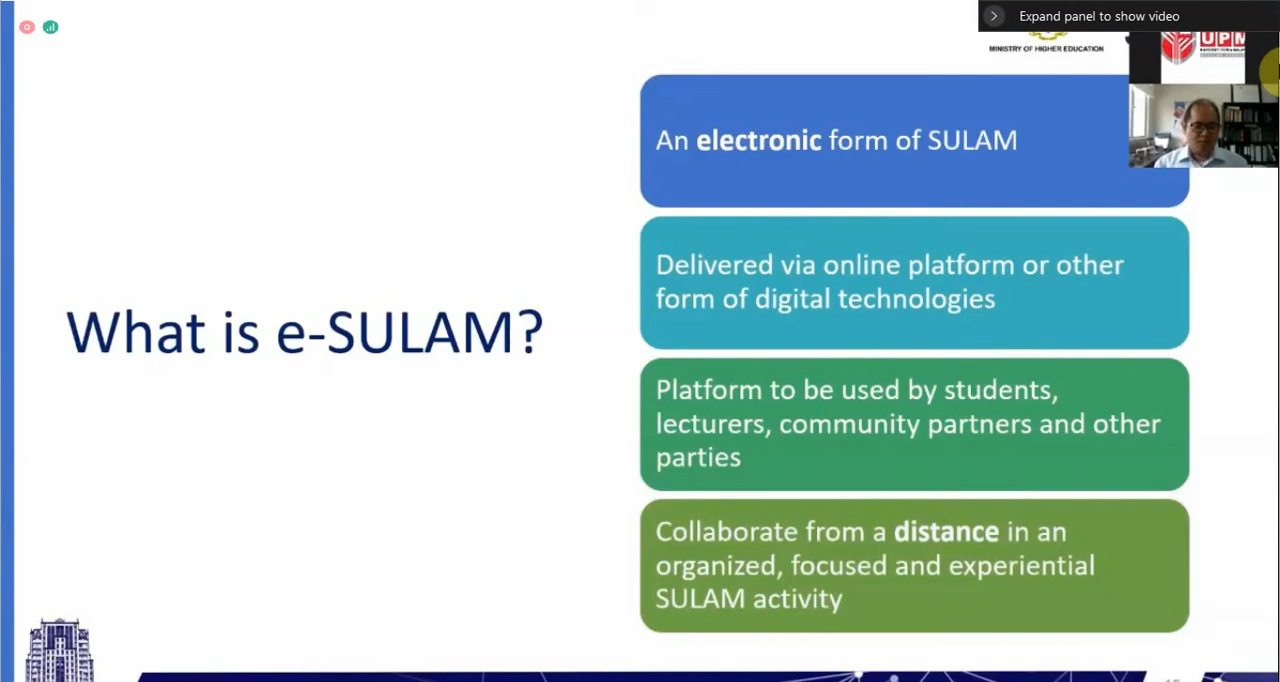 Expand panel to show video
MINISTRY OF HIGHER EDUCATION
UPM
An electronic form of SULAM
Delivered via online platform or other
form of digital technologies
What is e-SULAM?
Platform to be used by students,
lecturers, community partners and other
parties
Collaborate from a distance in an
organized, focused and experiential
SULAM activity